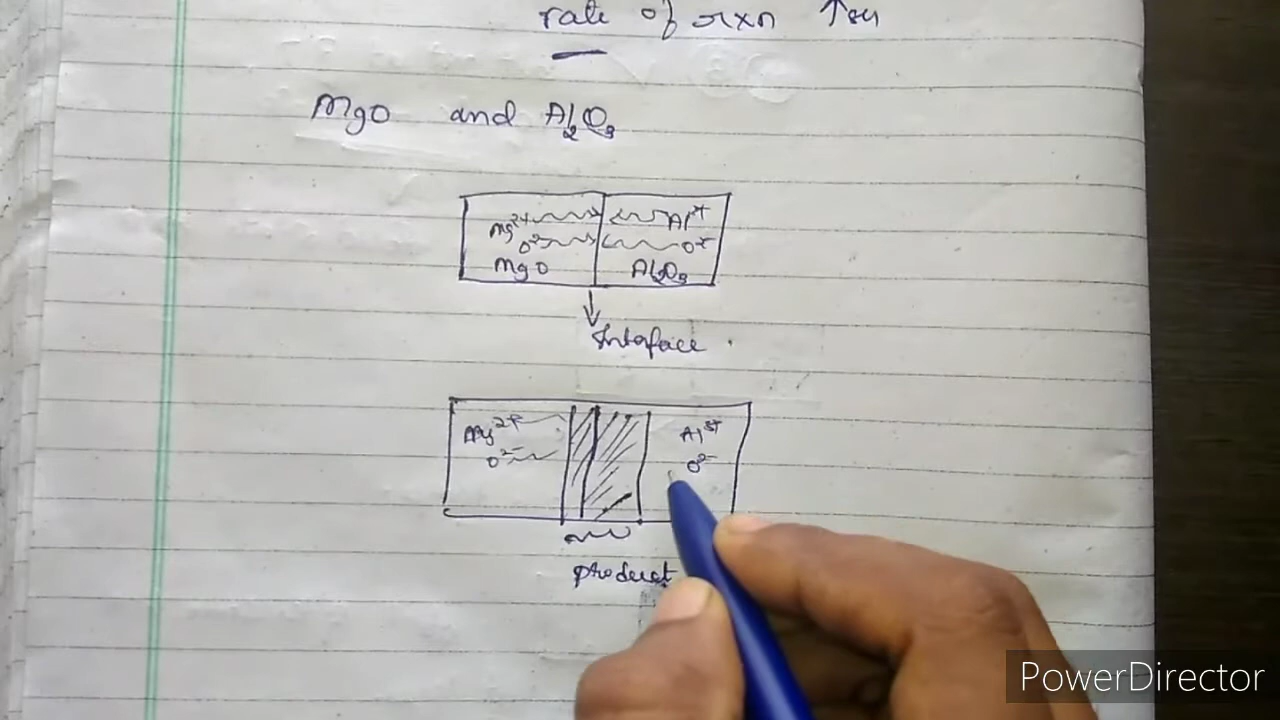 rate of rxn ↑ses
MgO and Al2O3
Mg2+ Al3+
O2- O2-
MgO Al2O3
Interface
Mg2+ Al3+
O2- O2-
product
PowerDirector